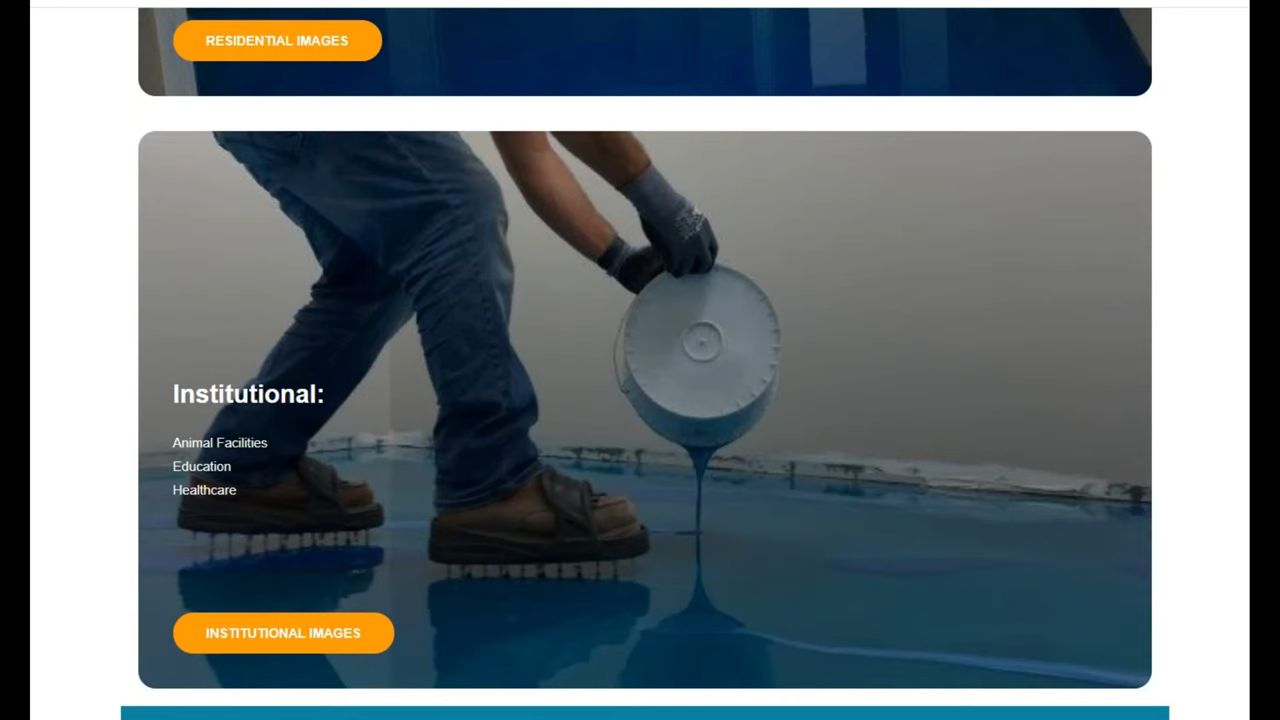 RESIDENTIAL IMAGES
Institutional:
Animal Facilities
Education
Healthcare
INSTITUTIONAL IMAGES